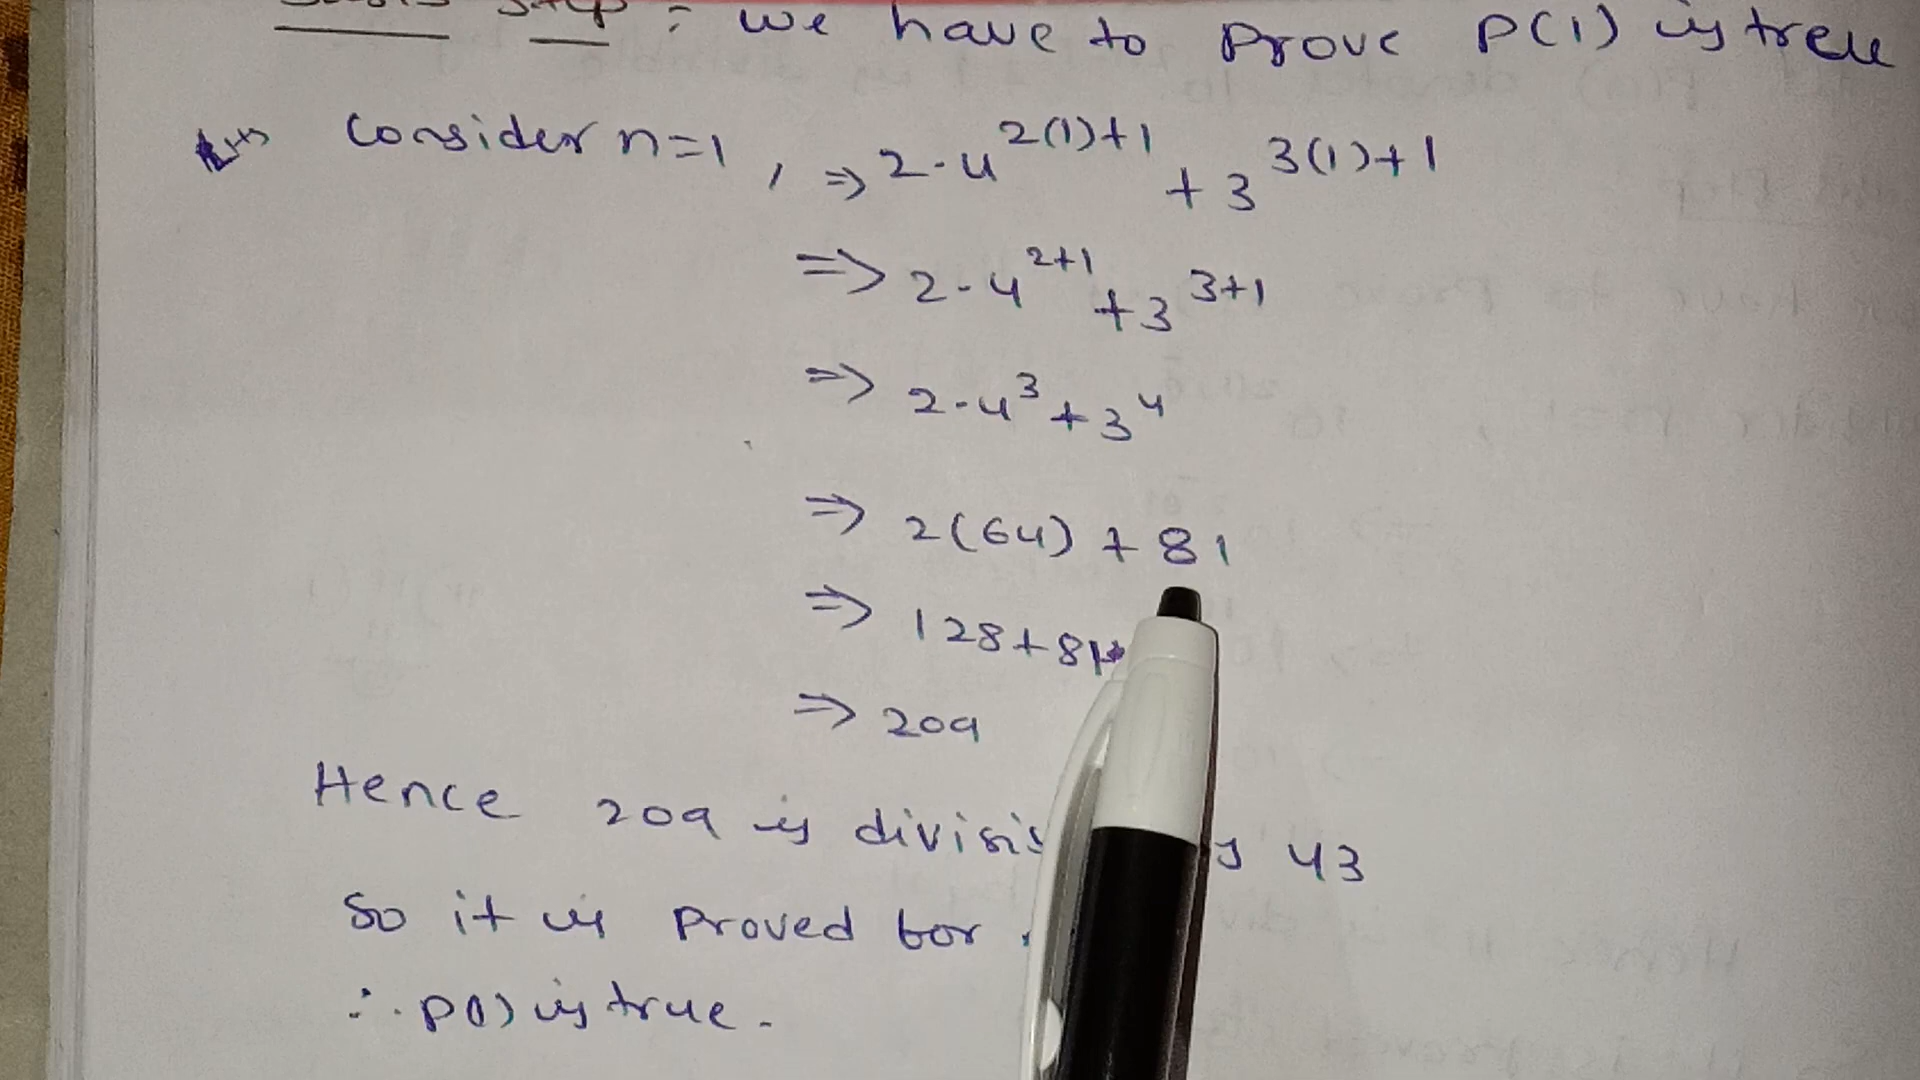 Step : we have to prove P(1) is true
consider n=1, => 2-4^2(1)+1 + 3^3(1)+1
=> 2-4^2+1 + 3^3+1
=> 2-4^3 + 3^4
=> 2(64) + 81
=> 128+81
=> 209
Hence 209 is 43
So it is proved for
∴ P(1) is true.